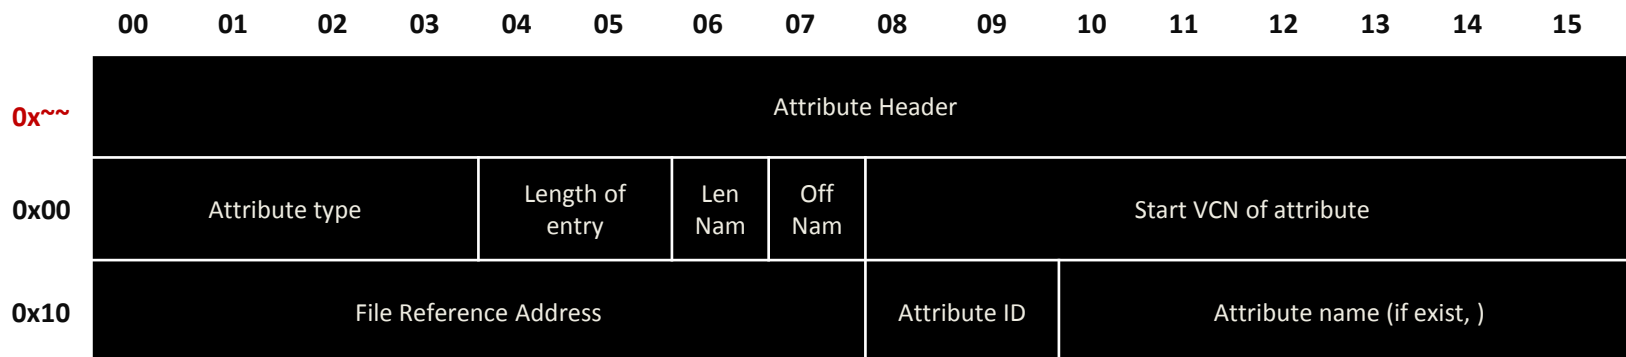 00 01 02 03 04 05 06 07 08 09 10 11 12 13 14 15
0x~~ Attribute Header
0x00 Attribute type Length of entry Len Nam Off Nam Start VCN of attribute
0x10 File Reference Address Attribute ID Attribute name (if exist, )